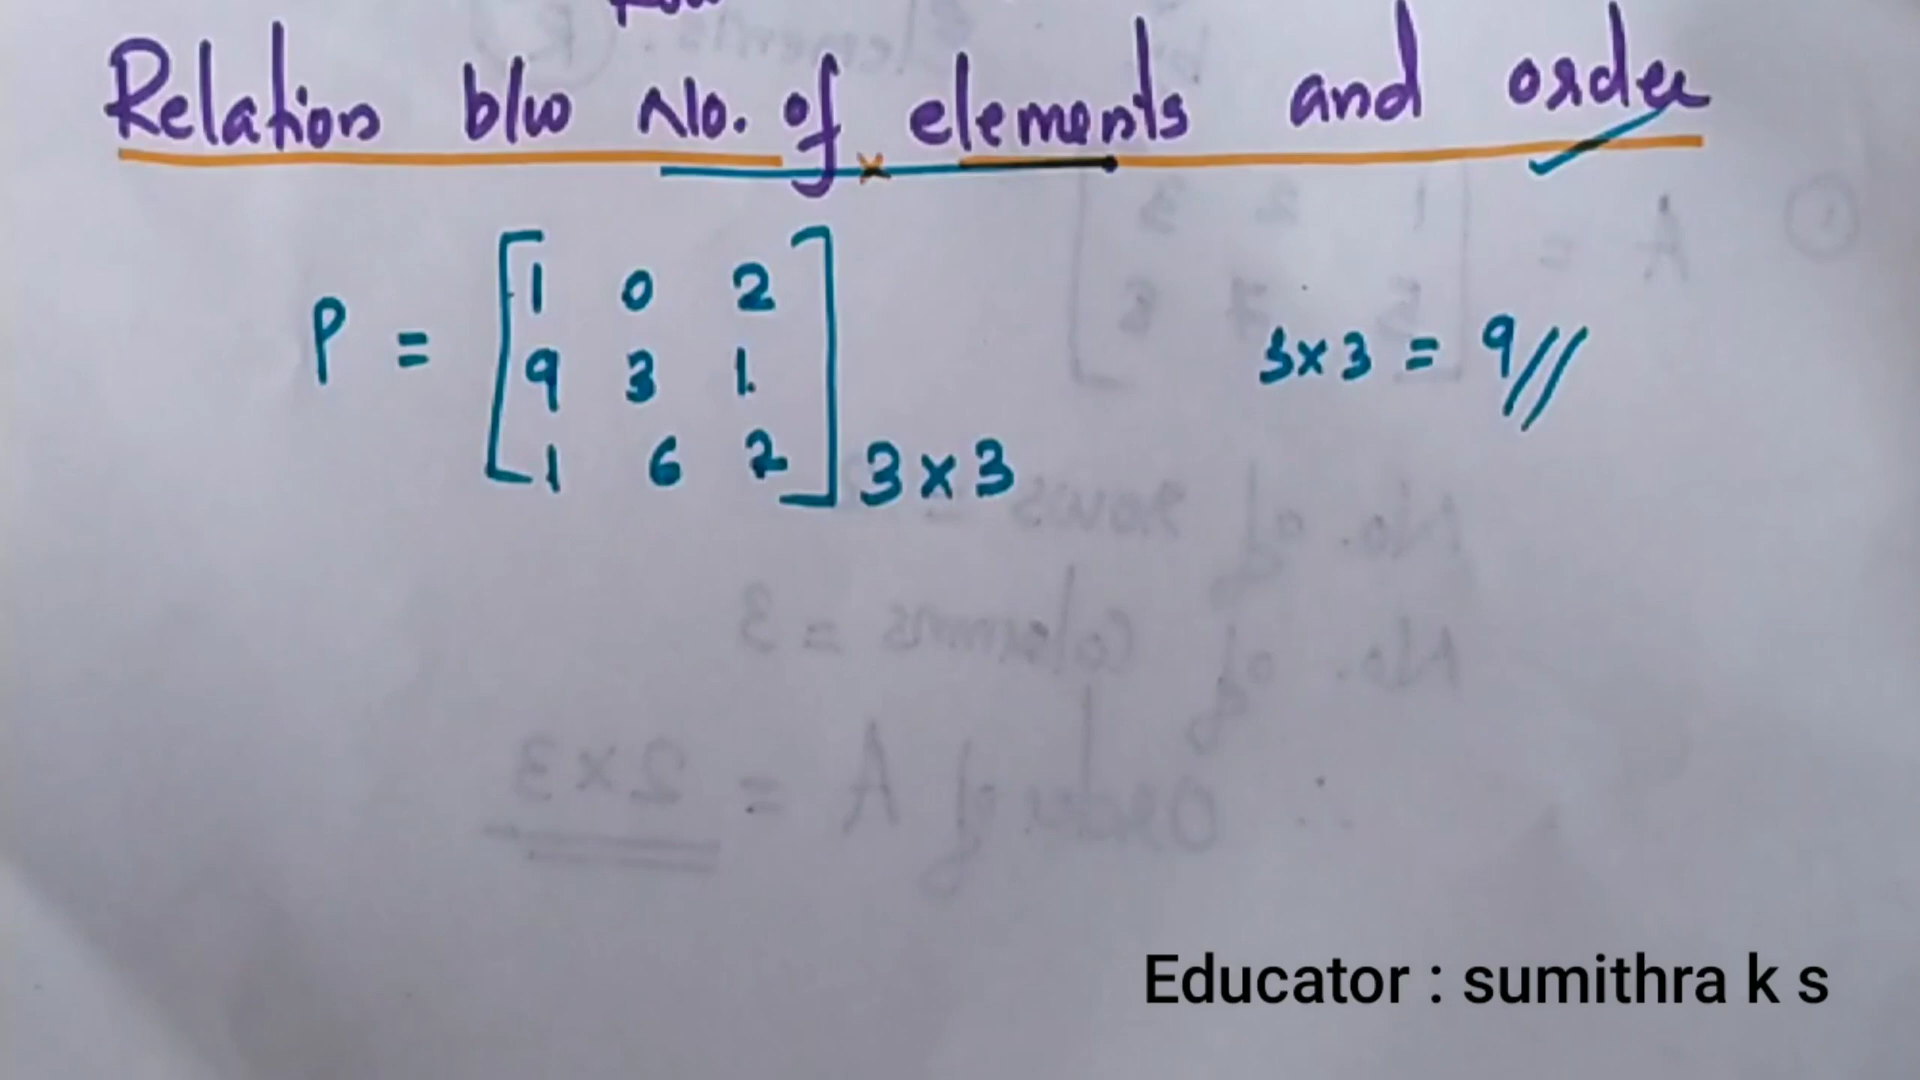 Relation b/w No. of elements and order
P = [1 0 2
9 3 1
1 6 2] 3×3
3×3 = 9//
Educator : sumithra k s